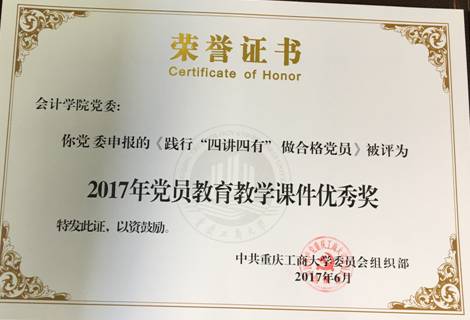 荣誉证书
Certificate of Honor
会计学院党委：
你党委申报的《践行“四讲四有” 做合格党员》被评为
2017年党员教育教学课件优秀奖
特发此证，以资鼓励。
中共重庆工商大学委员会组织部
2017年6月